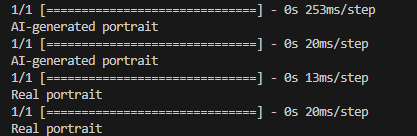 1/1 [==============================] - 0s 253ms/step
AI-generated portrait
1/1 [==============================] - 0s 20ms/step
AI-generated portrait
1/1 [==============================] - 0s 13ms/step
Real portrait
1/1 [==============================] - 0s 20ms/step
Real portrait